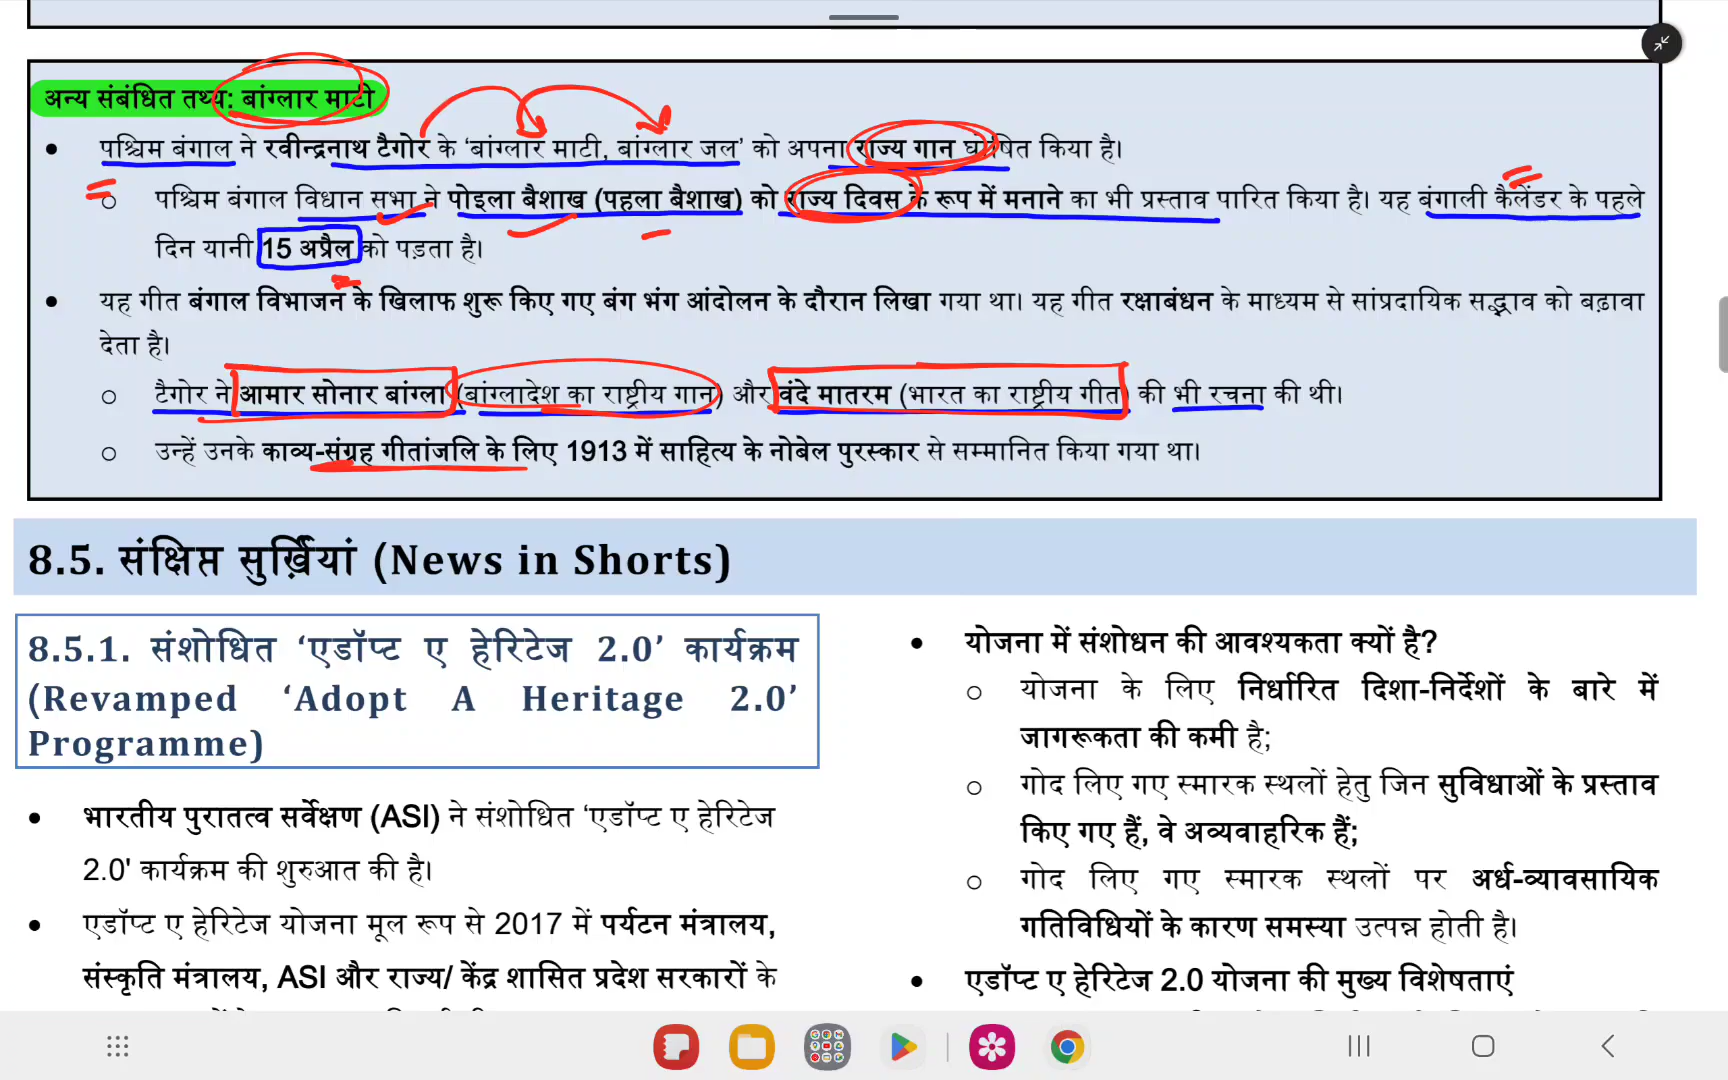 अन्य संबंधित तथ्य: बांग्लार माटी
• पश्चिम बंगाल ने रवीन्द्रनाथ टैगोर के ‘बांग्लार माटी, बांग्लार जल’ को अपना राज्य गान घोषित किया है।
o पश्चिम बंगाल विधान सभा ने पोइला बैशाख (पहला बैशाख) को राज्य दिवस के रूप में मनाने का भी प्रस्ताव पारित किया है। यह बंगाली कैलेंडर के पहले
दिन यानी 15 अप्रैल को पड़ता है।
• यह गीत बंगाल विभाजन के खिलाफ शुरू किए गए बंग भंग आंदोलन के दौरान लिखा गया था। यह गीत रक्षाबंधन के माध्यम से सांप्रदायिक सद्भाव को बढ़ावा
देता है।
o टैगोर ने आमार सोनार बांग्ला (बांग्लादेश का राष्ट्रीय गान) और वंदे मातरम (भारत का राष्ट्रीय गीत) की भी रचना की थी।
o उन्हें उनके काव्य-संग्रह गीतांजलि के लिए 1913 में साहित्य के नोबेल पुरस्कार से सम्मानित किया गया था।
8.5. संक्षिप्त सुर्ख़ियां (News in Shorts)
8.5.1. संशोधित ‘एडॉप्ट ए हेरिटेज 2.0’ कार्यक्रम
(Revamped ‘Adopt A Heritage 2.0’
Programme)
• भारतीय पुरातत्व सर्वेक्षण (ASI) ने संशोधित ‘एडॉप्ट ए हेरिटेज
2.0' कार्यक्रम की शुरुआत की है।
• एडॉप्ट ए हेरिटेज योजना मूल रूप से 2017 में पर्यटन मंत्रालय,
संस्कृति मंत्रालय, ASI और राज्य/ केंद्र शासित प्रदेश सरकारों के
• योजना में संशोधन की आवश्यकता क्यों है?
o योजना के लिए निर्धारित दिशा-निर्देशों के बारे में
जागरूकता की कमी है;
o गोद लिए गए स्मारक स्थलों हेतु जिन सुविधाओं के प्रस्ताव
किए गए हैं, वे अव्यवाहरिक हैं;
o गोद लिए गए स्मारक स्थलों पर अर्ध-व्यावसायिक
गतिविधियों के कारण समस्या उत्पन्न होती है।
• एडॉप्ट ए हेरिटेज 2.0 योजना की मुख्य विशेषताएं